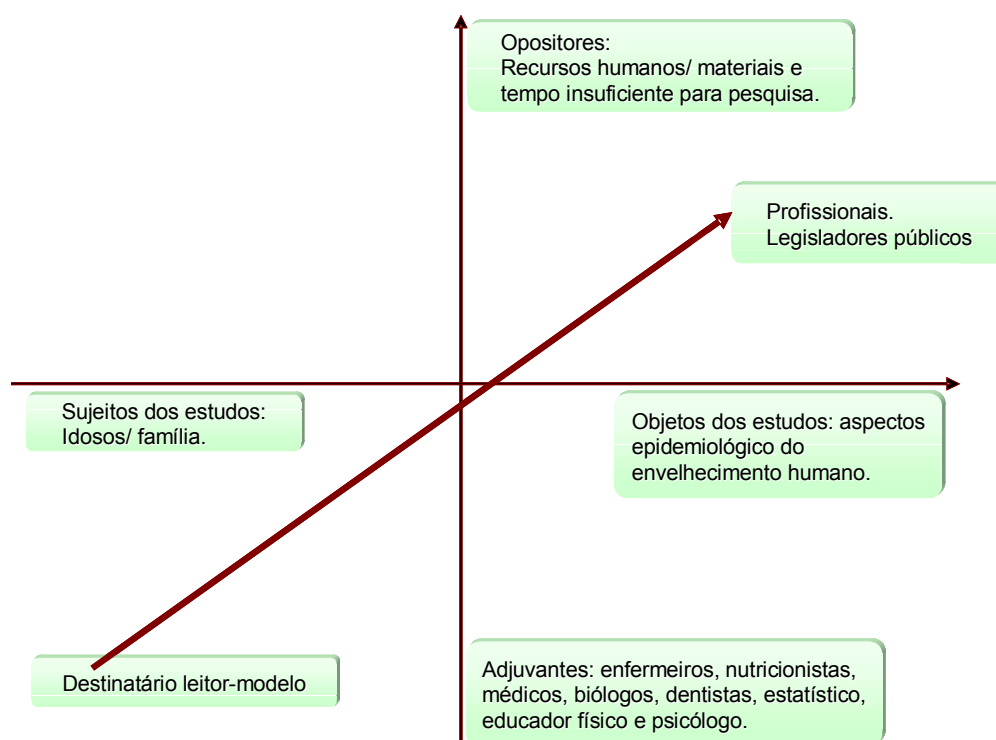 Opositores:
Recursos humanos/ materiais e
tempo insuficiente para pesquisa.
Profissionais.
Legisladores públicos
Sujeitos dos estudos:
Idosos/ família.
Objetos dos estudos: aspectos
epidemiológico do
envelhecimento humano.
Destinatário leitor-modelo
Adjuvantes: enfermeiros, nutricionistas,
médicos, biólogos, dentistas, estatístico,
educador físico e psicólogo.